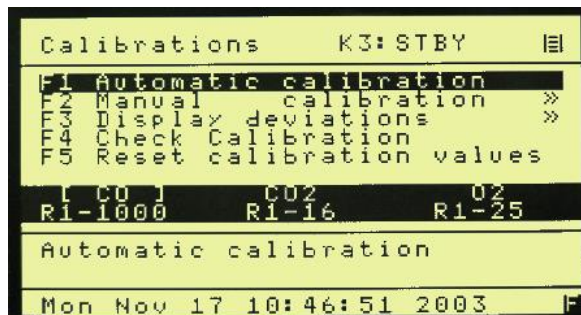 Calibrations K3:STBY
F1 Automatic calibration
F2 Manual calibration »
F3 Display deviations »
F4 Check Calibration
F5 Reset calibration values
[ CO ] CO2 O2
R1-1000 R1-16 R1-25
Automatic calibration
Mon Nov 17 10:46:51 2003 F